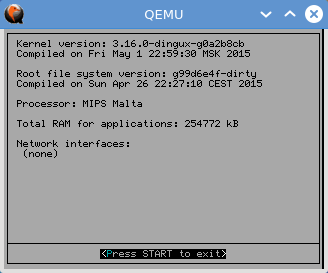 QEMU
Kernel version: 3.16.0-dingux-g0a2b8cb
Compiled on Fri May 1 22:59:30 MSK 2015
Root file system version: g99d6e4f-dirty
Compiled on Sun Apr 26 22:27:10 CEST 2015
Processor: MIPS Malta
Total RAM for applications: 254772 kB
Network interfaces:
(none)
<Press START to exit>